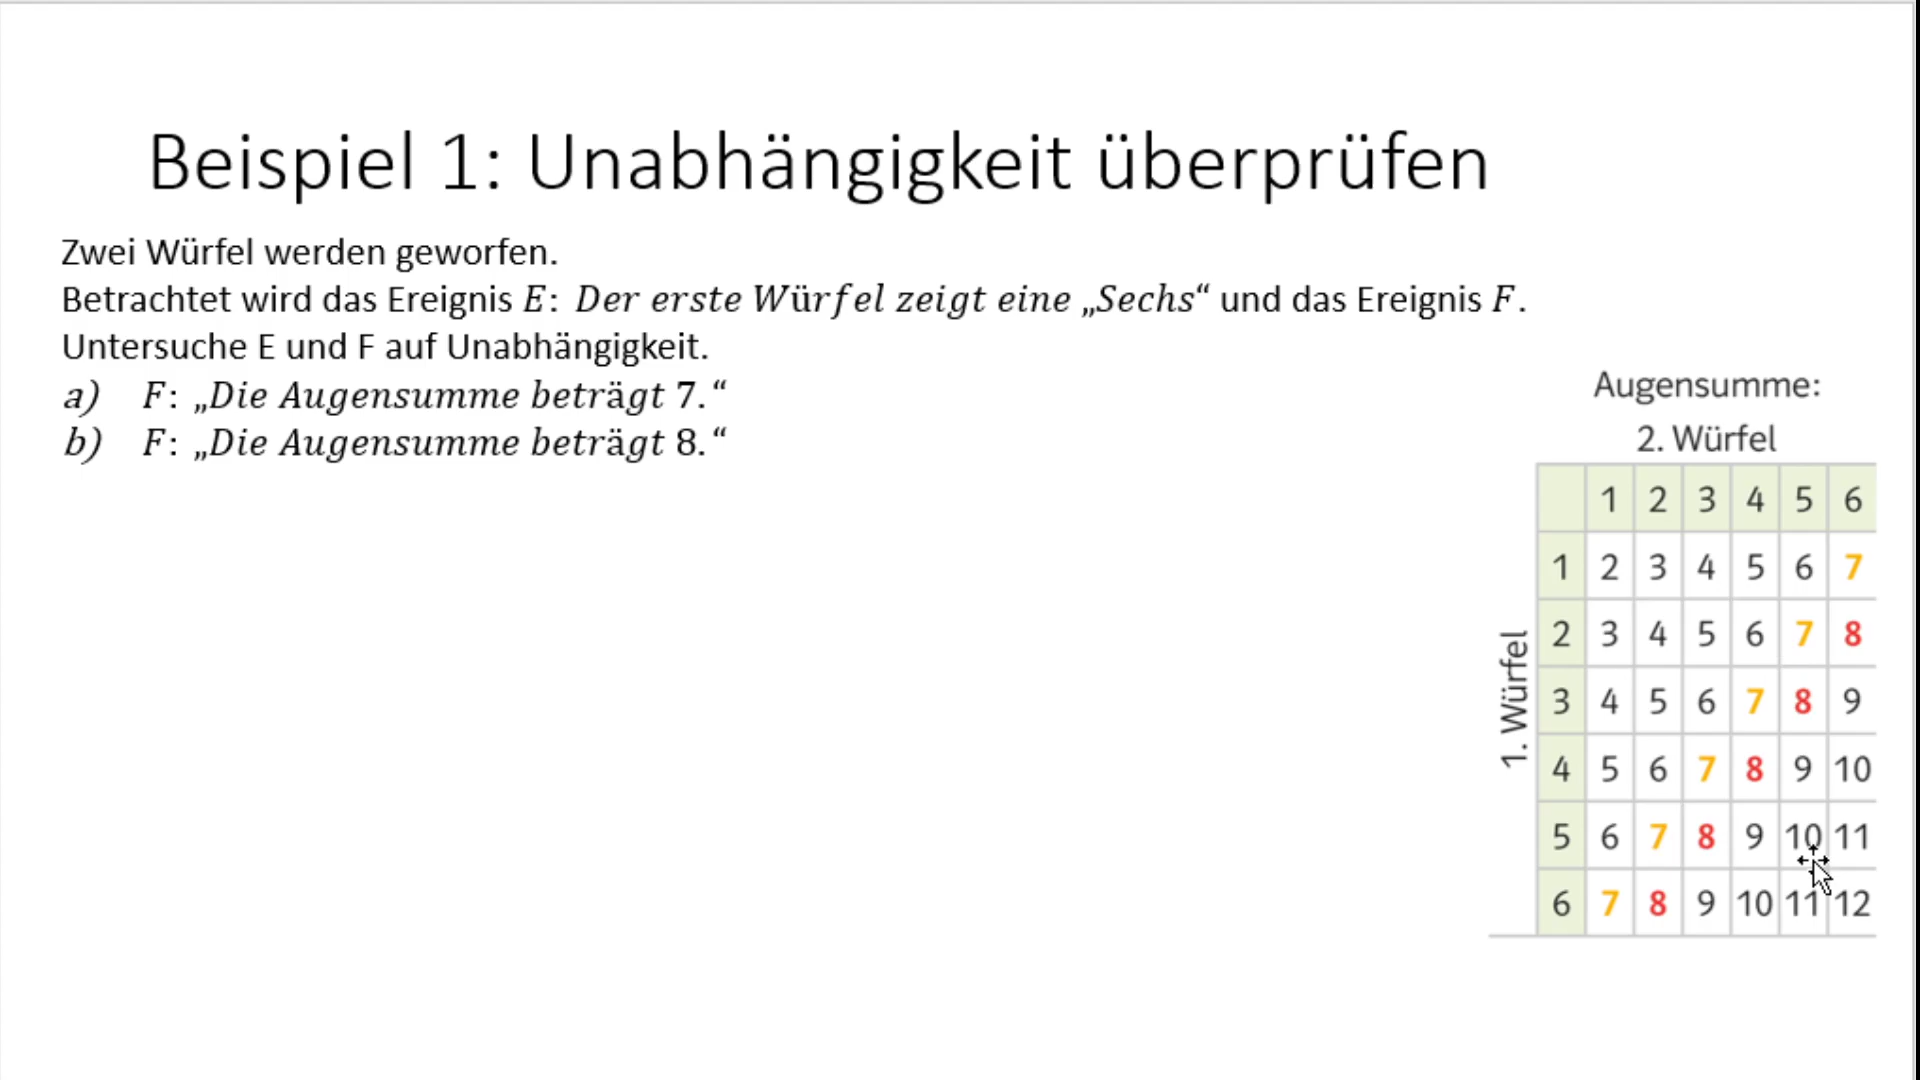 Beispiel 1: Unabhängigkeit überprüfen
Zwei Würfel werden geworfen.
Betrachtet wird das Ereignis E: Der erste Würfel zeigt eine „Sechs“ und das Ereignis F.
Untersuche E und F auf Unabhängigkeit.
a) F: „Die Augensumme beträgt 7.“
b) F: „Die Augensumme beträgt 8.“
Augensumme:
2. Würfel
1. Würfel
1 2 3 4 5 6
1 2 3 4 5 6 7
2 3 4 5 6 7 8
3 4 5 6 7 8 9
4 5 6 7 8 9 10
5 6 7 8 9 10 11
6 7 8 9 10 11 12